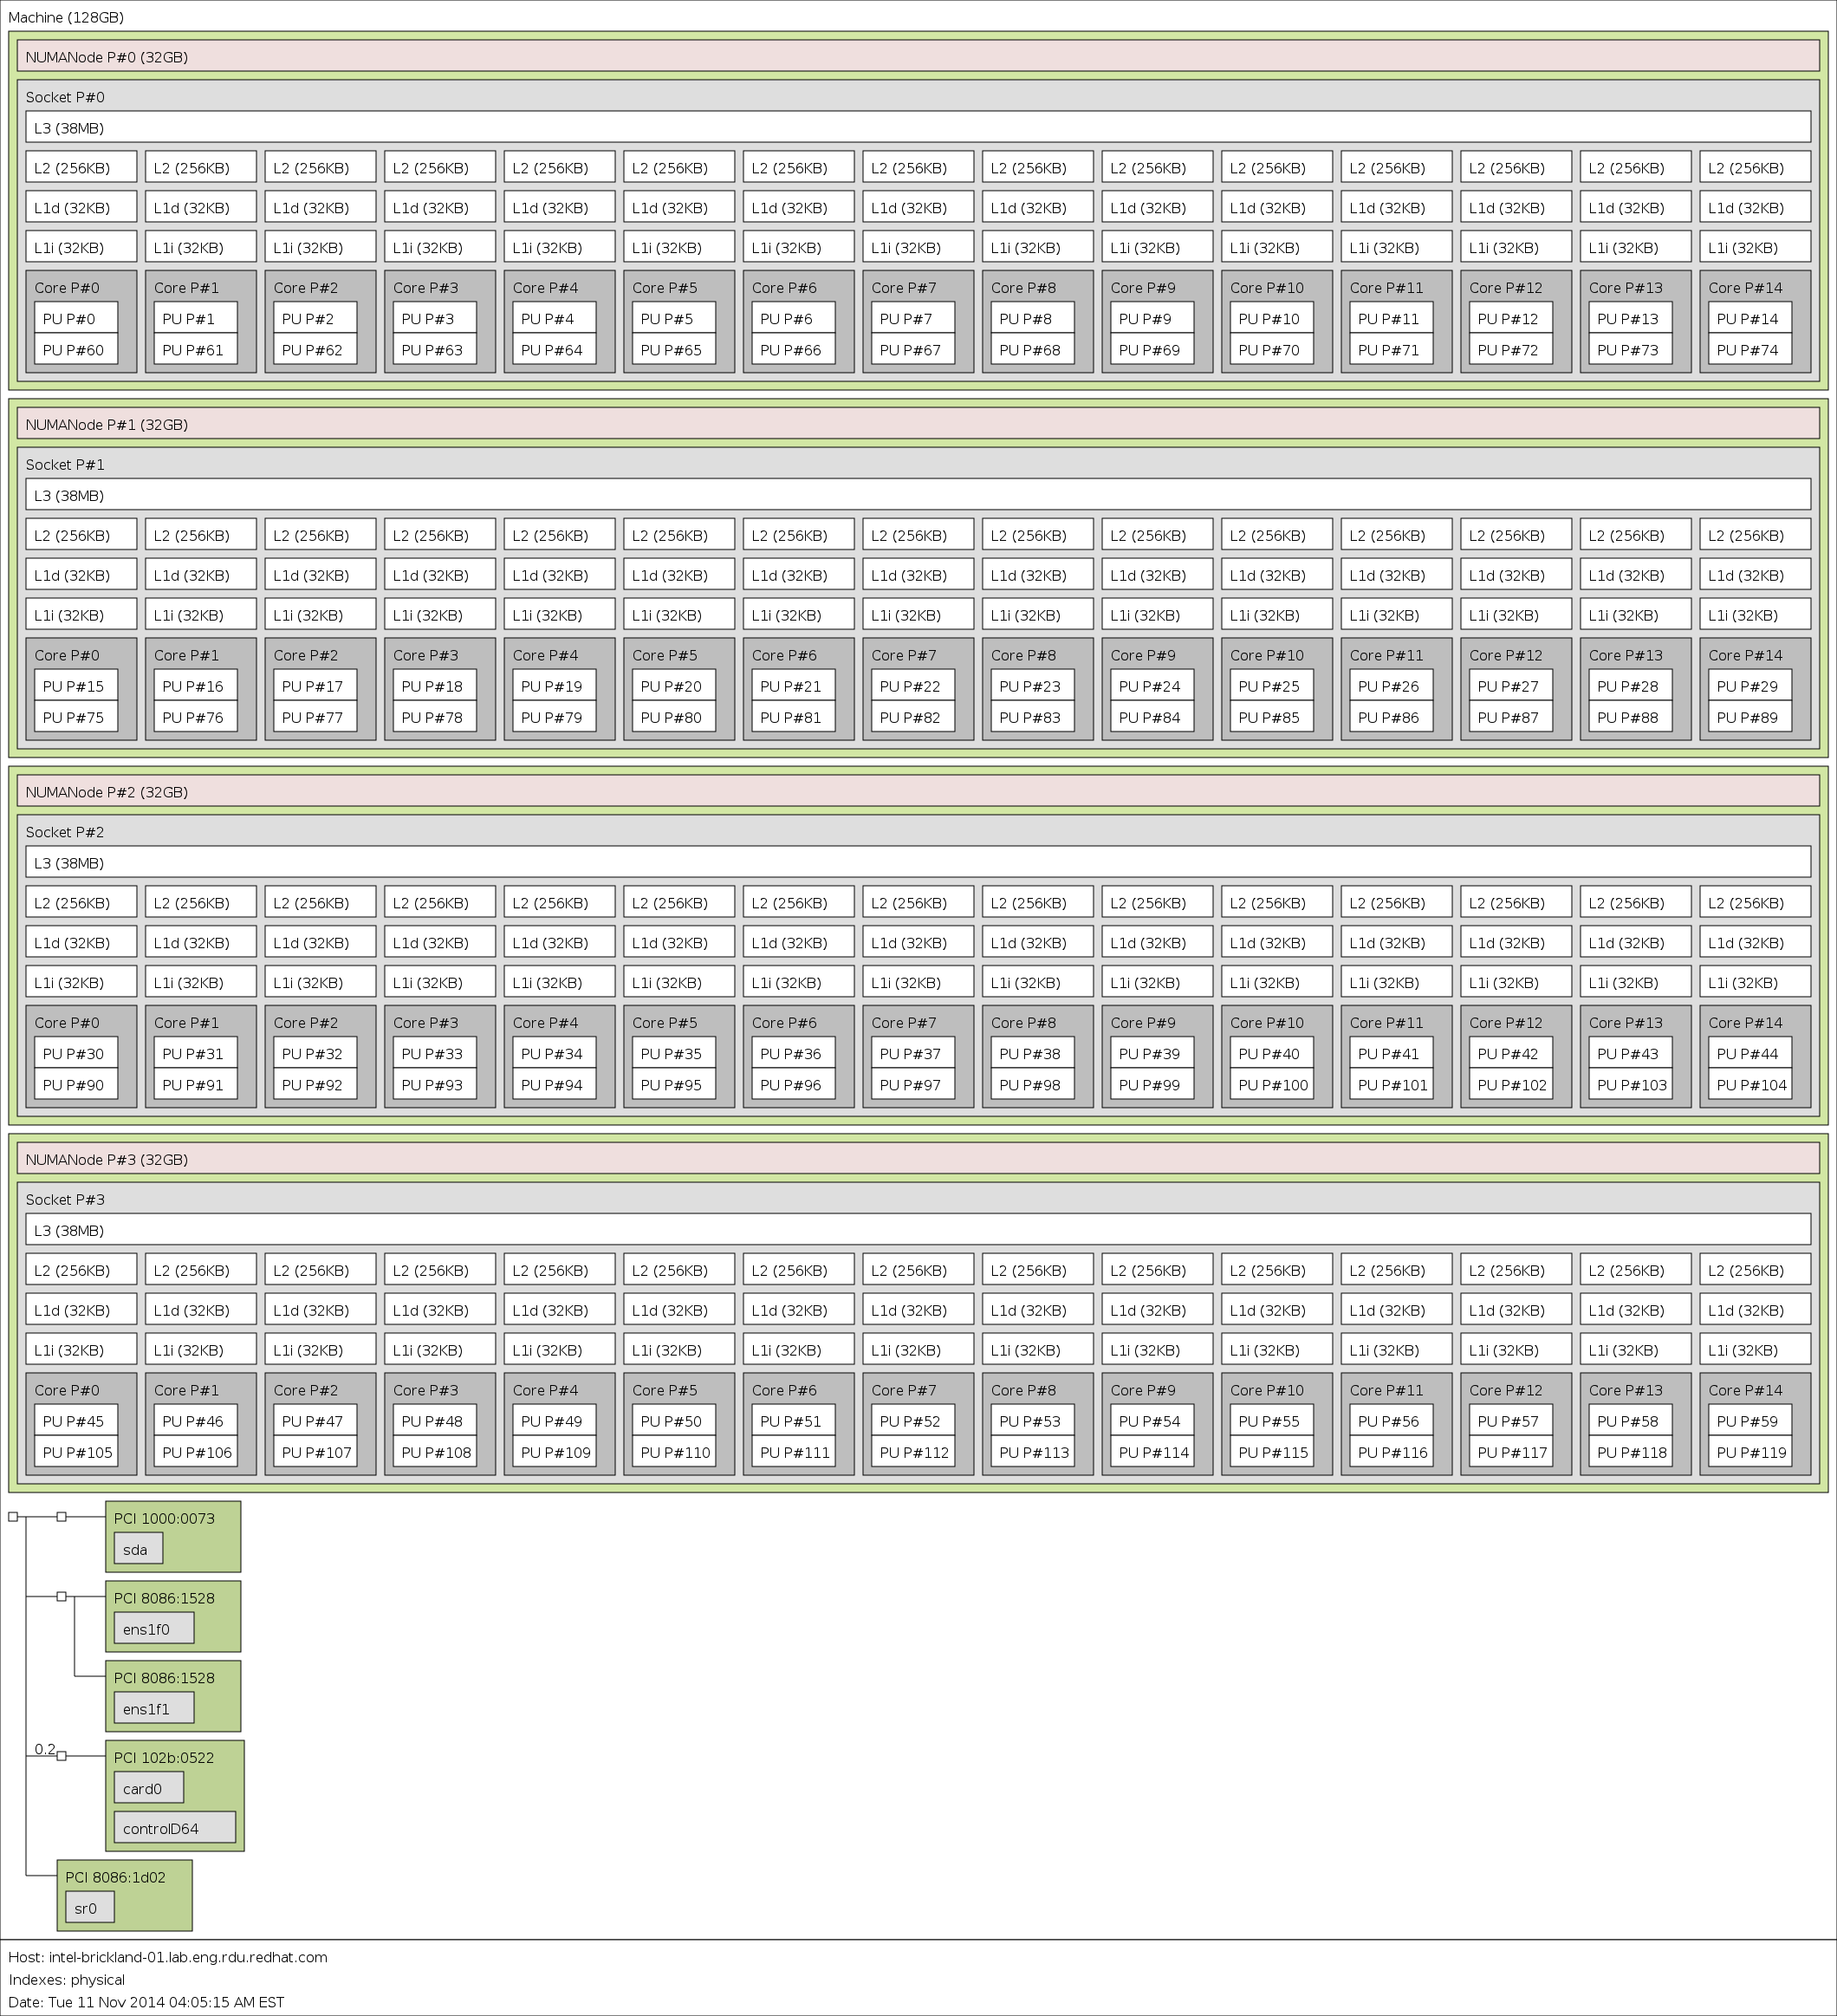 Machine (128GB)
NUMANode P#0 (32GB)
Socket P#0
L3 (38MB)
L2 (256KB) L2 (256KB) L2 (256KB) L2 (256KB) L2 (256KB) L2 (256KB) L2 (256KB) L2 (256KB) L2 (256KB) L2 (256KB) L2 (256KB) L2 (256KB) L2 (256KB) L2 (256KB) L2 (256KB)
L1d (32KB) L1d (32KB) L1d (32KB) L1d (32KB) L1d (32KB) L1d (32KB) L1d (32KB) L1d (32KB) L1d (32KB) L1d (32KB) L1d (32KB) L1d (32KB) L1d (32KB) L1d (32KB) L1d (32KB)
L1i (32KB) L1i (32KB) L1i (32KB) L1i (32KB) L1i (32KB) L1i (32KB) L1i (32KB) L1i (32KB) L1i (32KB) L1i (32KB) L1i (32KB) L1i (32KB) L1i (32KB) L1i (32KB) L1i (32KB)
Core P#0 Core P#1 Core P#2 Core P#3 Core P#4 Core P#5 Core P#6 Core P#7 Core P#8 Core P#9 Core P#10 Core P#11 Core P#12 Core P#13 Core P#14
PU P#0 PU P#1 PU P#2 PU P#3 PU P#4 PU P#5 PU P#6 PU P#7 PU P#8 PU P#9 PU P#10 PU P#11 PU P#12 PU P#13 PU P#14
PU P#60 PU P#61 PU P#62 PU P#63 PU P#64 PU P#65 PU P#66 PU P#67 PU P#68 PU P#69 PU P#70 PU P#71 PU P#72 PU P#73 PU P#74
NUMANode P#1 (32GB)
Socket P#1
L3 (38MB)
L2 (256KB) L2 (256KB) L2 (256KB) L2 (256KB) L2 (256KB) L2 (256KB) L2 (256KB) L2 (256KB) L2 (256KB) L2 (256KB) L2 (256KB) L2 (256KB) L2 (256KB) L2 (256KB) L2 (256KB)
L1d (32KB) L1d (32KB) L1d (32KB) L1d (32KB) L1d (32KB) L1d (32KB) L1d (32KB) L1d (32KB) L1d (32KB) L1d (32KB) L1d (32KB) L1d (32KB) L1d (32KB) L1d (32KB) L1d (32KB)
L1i (32KB) L1i (32KB) L1i (32KB) L1i (32KB) L1i (32KB) L1i (32KB) L1i (32KB) L1i (32KB) L1i (32KB) L1i (32KB) L1i (32KB) L1i (32KB) L1i (32KB) L1i (32KB) L1i (32KB)
Core P#0 Core P#1 Core P#2 Core P#3 Core P#4 Core P#5 Core P#6 Core P#7 Core P#8 Core P#9 Core P#10 Core P#11 Core P#12 Core P#13 Core P#14
PU P#15 PU P#16 PU P#17 PU P#18 PU P#19 PU P#20 PU P#21 PU P#22 PU P#23 PU P#24 PU P#25 PU P#26 PU P#27 PU P#28 PU P#29
PU P#75 PU P#76 PU P#77 PU P#78 PU P#79 PU P#80 PU P#81 PU P#82 PU P#83 PU P#84 PU P#85 PU P#86 PU P#87 PU P#88 PU P#89
NUMANode P#2 (32GB)
Socket P#2
L3 (38MB)
L2 (256KB) L2 (256KB) L2 (256KB) L2 (256KB) L2 (256KB) L2 (256KB) L2 (256KB) L2 (256KB) L2 (256KB) L2 (256KB) L2 (256KB) L2 (256KB) L2 (256KB) L2 (256KB) L2 (256KB)
L1d (32KB) L1d (32KB) L1d (32KB) L1d (32KB) L1d (32KB) L1d (32KB) L1d (32KB) L1d (32KB) L1d (32KB) L1d (32KB) L1d (32KB) L1d (32KB) L1d (32KB) L1d (32KB) L1d (32KB)
L1i (32KB) L1i (32KB) L1i (32KB) L1i (32KB) L1i (32KB) L1i (32KB) L1i (32KB) L1i (32KB) L1i (32KB) L1i (32KB) L1i (32KB) L1i (32KB) L1i (32KB) L1i (32KB) L1i (32KB)
Core P#0 Core P#1 Core P#2 Core P#3 Core P#4 Core P#5 Core P#6 Core P#7 Core P#8 Core P#9 Core P#10 Core P#11 Core P#12 Core P#13 Core P#14
PU P#30 PU P#31 PU P#32 PU P#33 PU P#34 PU P#35 PU P#36 PU P#37 PU P#38 PU P#39 PU P#40 PU P#41 PU P#42 PU P#43 PU P#44
PU P#90 PU P#91 PU P#92 PU P#93 PU P#94 PU P#95 PU P#96 PU P#97 PU P#98 PU P#99 PU P#100 PU P#101 PU P#102 PU P#103 PU P#104
NUMANode P#3 (32GB)
Socket P#3
L3 (38MB)
L2 (256KB) L2 (256KB) L2 (256KB) L2 (256KB) L2 (256KB) L2 (256KB) L2 (256KB) L2 (256KB) L2 (256KB) L2 (256KB) L2 (256KB) L2 (256KB) L2 (256KB) L2 (256KB) L2 (256KB)
L1d (32KB) L1d (32KB) L1d (32KB) L1d (32KB) L1d (32KB) L1d (32KB) L1d (32KB) L1d (32KB) L1d (32KB) L1d (32KB) L1d (32KB) L1d (32KB) L1d (32KB) L1d (32KB) L1d (32KB)
L1i (32KB) L1i (32KB) L1i (32KB) L1i (32KB) L1i (32KB) L1i (32KB) L1i (32KB) L1i (32KB) L1i (32KB) L1i (32KB) L1i (32KB) L1i (32KB) L1i (32KB) L1i (32KB) L1i (32KB)
Core P#0 Core P#1 Core P#2 Core P#3 Core P#4 Core P#5 Core P#6 Core P#7 Core P#8 Core P#9 Core P#10 Core P#11 Core P#12 Core P#13 Core P#14
PU P#45 PU P#46 PU P#47 PU P#48 PU P#49 PU P#50 PU P#51 PU P#52 PU P#53 PU P#54 PU P#55 PU P#56 PU P#57 PU P#58 PU P#59
PU P#105 PU P#106 PU P#107 PU P#108 PU P#109 PU P#110 PU P#111 PU P#112 PU P#113 PU P#114 PU P#115 PU P#116 PU P#117 PU P#118 PU P#119
PCI 1000:0073
sda
PCI 8086:1528
ens1f0
PCI 8086:1528
ens1f1
0.2
PCI 102b:0522
card0
controlD64
PCI 8086:1d02
sr0
Host: intel-brickland-01.lab.eng.rdu.redhat.com
Indexes: physical
Date: Tue 11 Nov 2014 04:05:15 AM EST